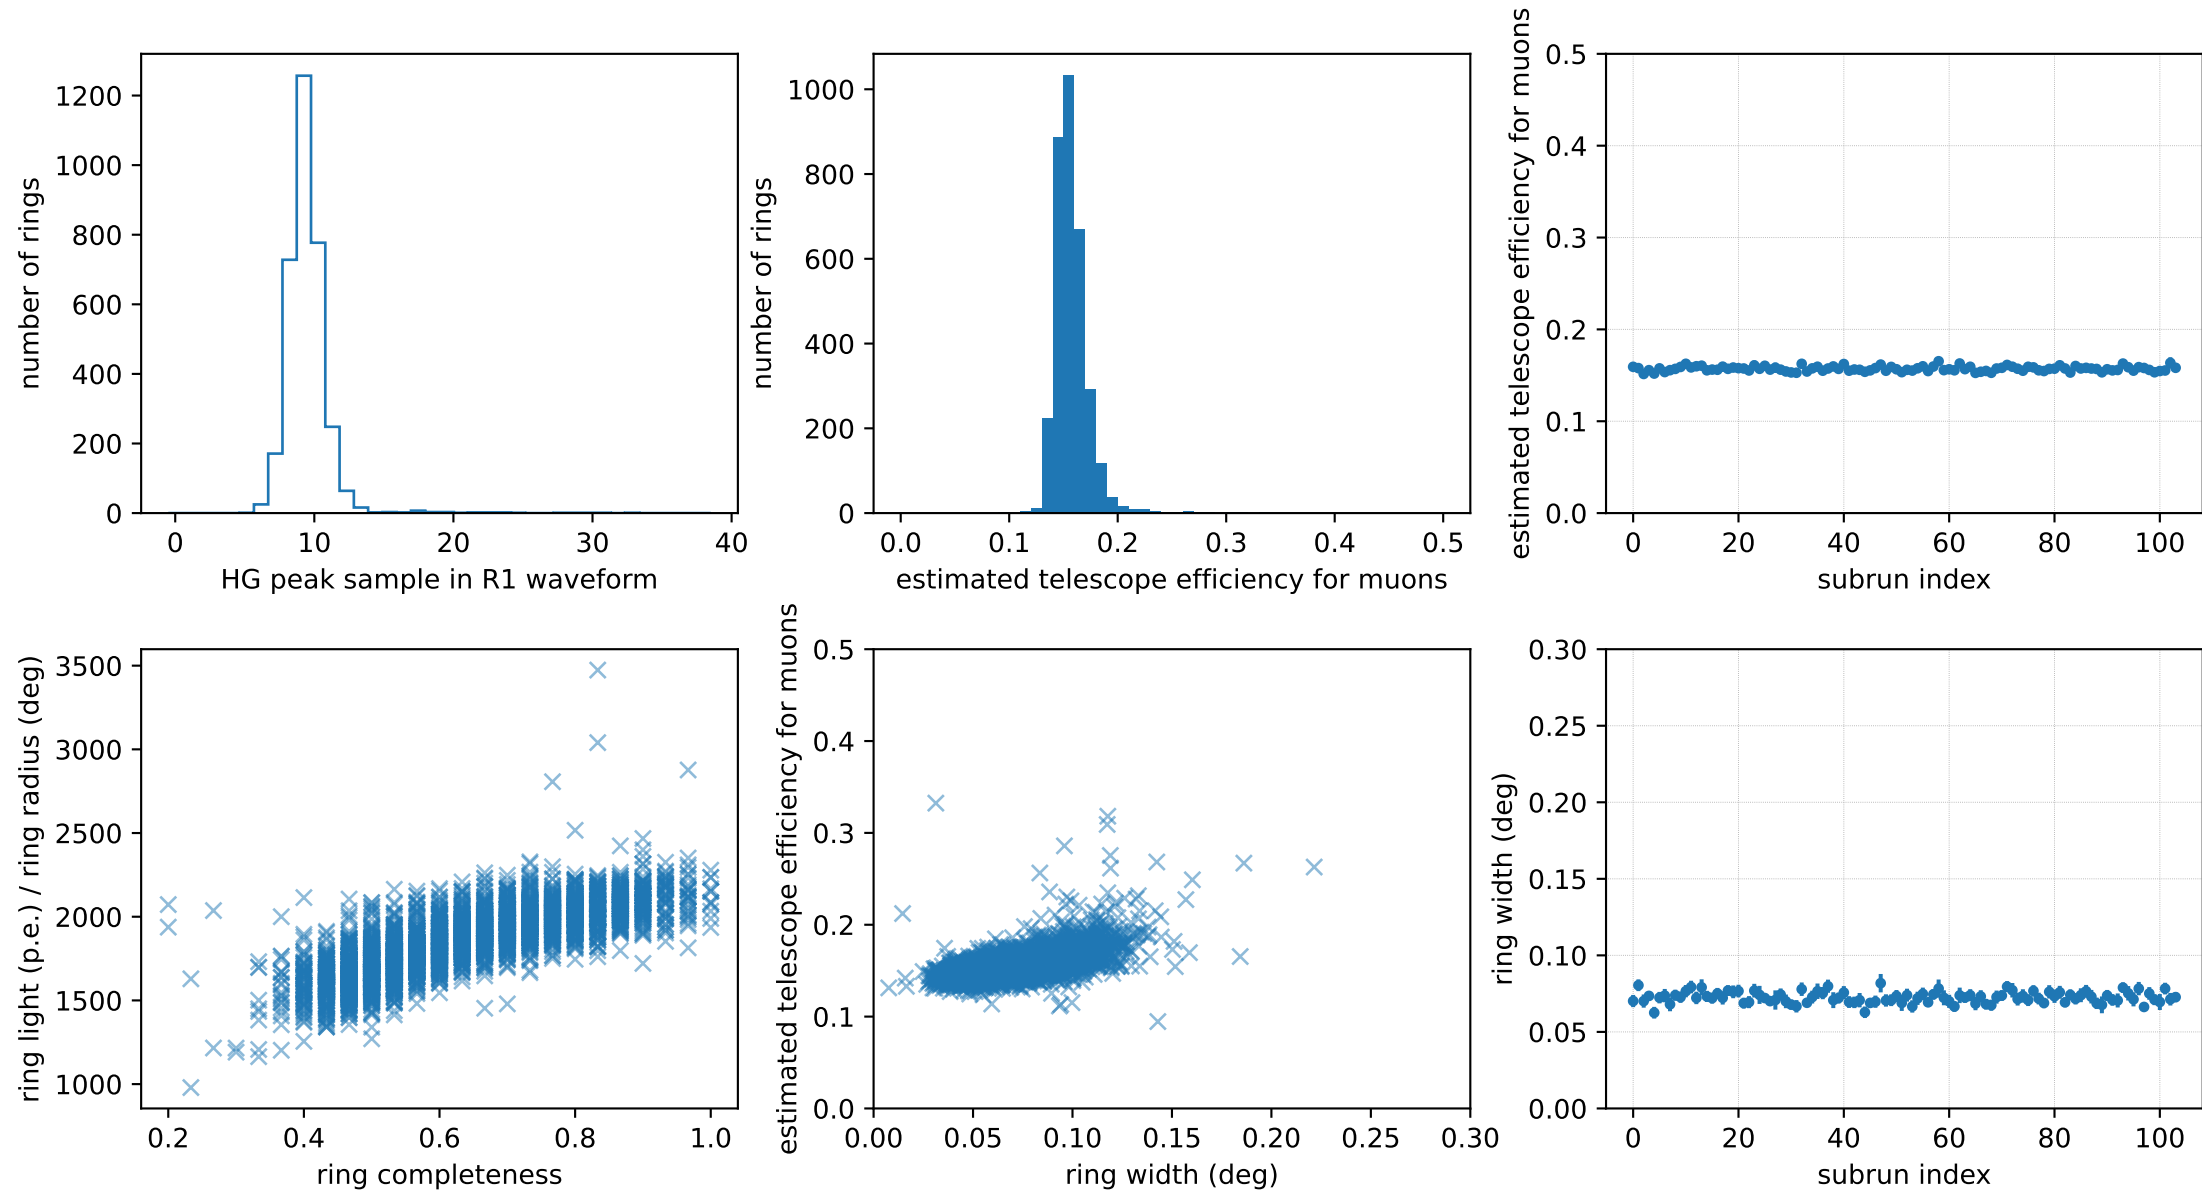 1200
1000
800
600
400
200
0
number of rings
0 10 20 30 40
HG peak sample in R1 waveform
1000
800
600
400
200
0
number of rings
0.0 0.1 0.2 0.3 0.4 0.5
estimated telescope efficiency for muons
0.5
0.4
0.3
0.2
0.1
0.0
estimated telescope efficiency for muons
0 20 40 60 80 100
subrun index
3500
3000
2500
2000
1500
1000
ring light (p.e.) / ring radius (deg)
0.2 0.4 0.6 0.8 1.0
ring completeness
0.5
0.4
0.3
0.2
0.1
0.0
estimated telescope efficiency for muons
0.00 0.05 0.10 0.15 0.20 0.25 0.30
ring width (deg)
0.30
0.25
0.20
0.15
0.10
0.05
0.00
ring width (deg)
0 20 40 60 80 100
subrun index